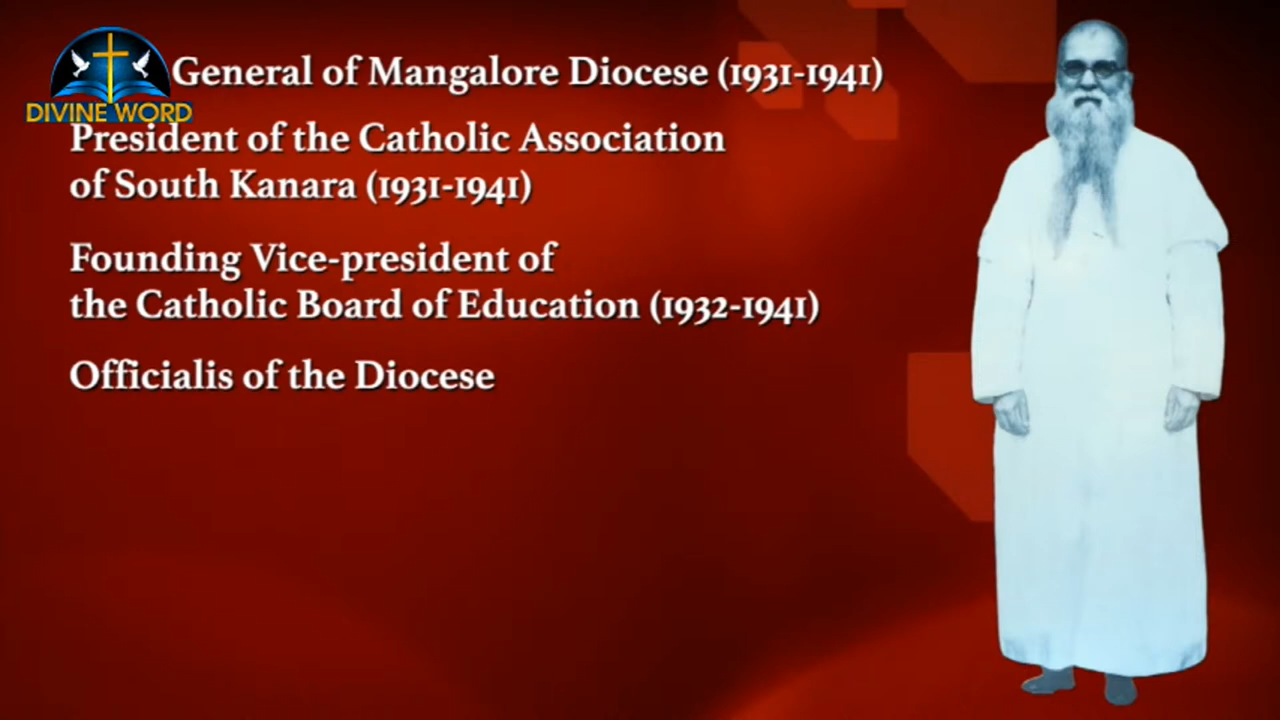 DIVINE WORD
General of Mangalore Diocese (1931-1941)
President of the Catholic Association
of South Kanara (1931-1941)
Founding Vice-president of
the Catholic Board of Education (1932-1941)
Officialis of the Diocese